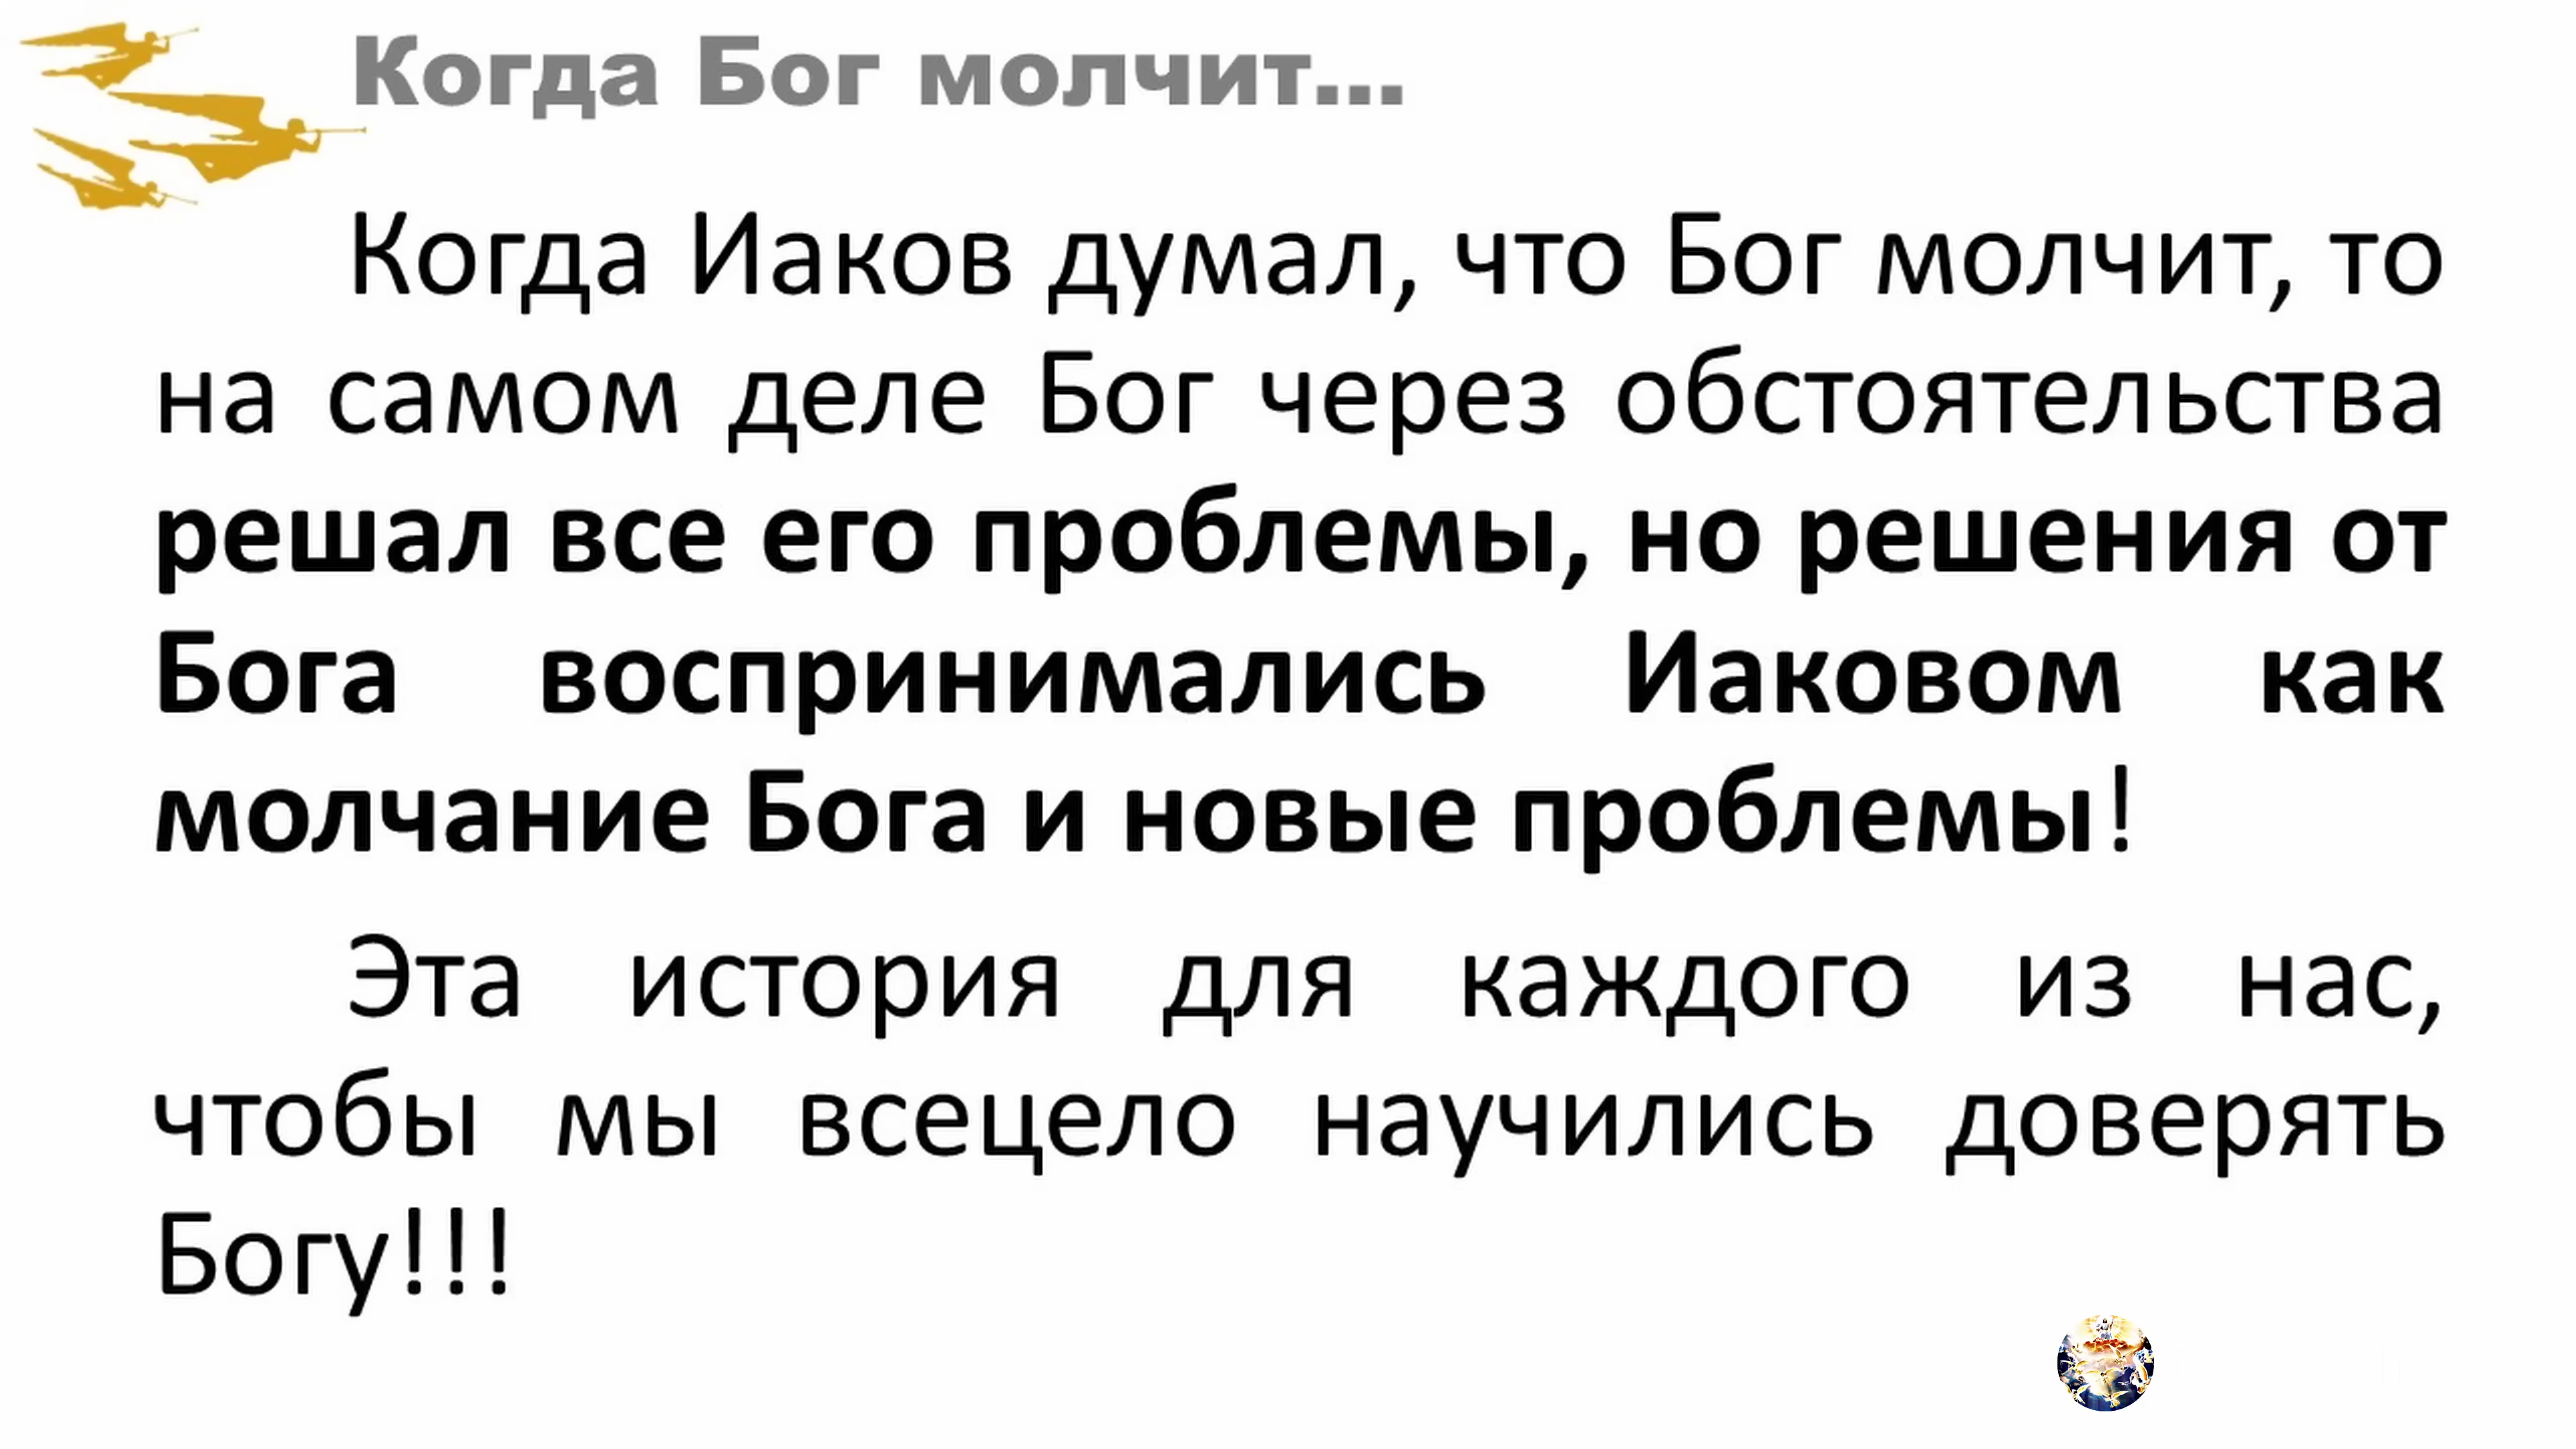 Когда Бог молчит...
Когда Иаков думал, что Бог молчит, то
на самом деле Бог через обстоятельства
решал все его проблемы, но решения от
Бога воспринимались Иаковом как
молчание Бога и новые проблемы!
Эта история для каждого из нас,
чтобы мы всецело научились доверять
Богу!!!